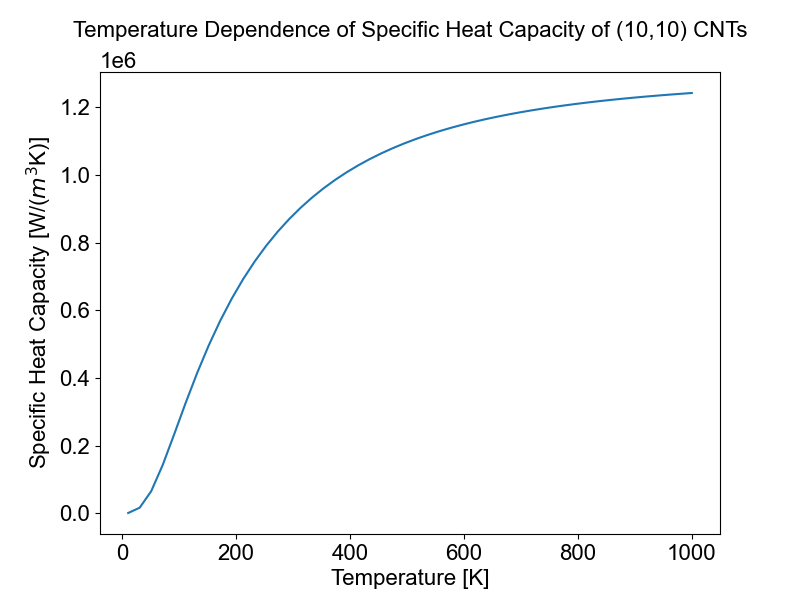 Temperature Dependence of Specific Heat Capacity of (10,10) CNTs
1e6
1.2
1.0
0.8
0.6
0.4
0.2
0.0
Specific Heat Capacity [W/(m³K)]
0 200 400 600 800 1000
Temperature [K]